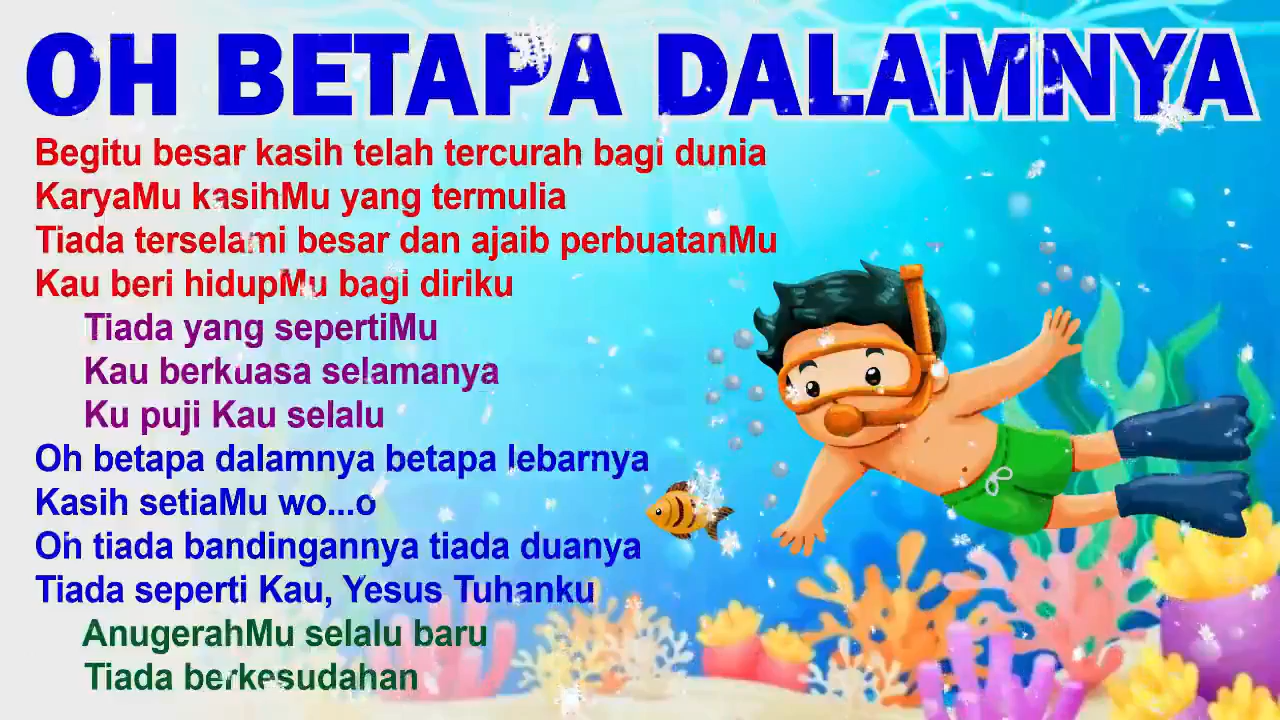 OH BETAPA DALAMNYA
Begitu besar kasih telah tercurah bagi dunia
KaryaMu kasihMu yang termulia
Tiada terselami besar dan ajaib perbuatanMu
Kau beri hidupMu bagi diriku
Tiada yang sepertiMu
Kau berkuasa selamanya
Ku puji Kau selalu
Oh betapa dalamnya betapa lebarnya
Kasih setiaMu wo...o
Oh tiada bandingannya tiada duanya
Tiada seperti Kau, Yesus Tuhanku
AnugerahMu selalu baru
Tiada berkesudahan